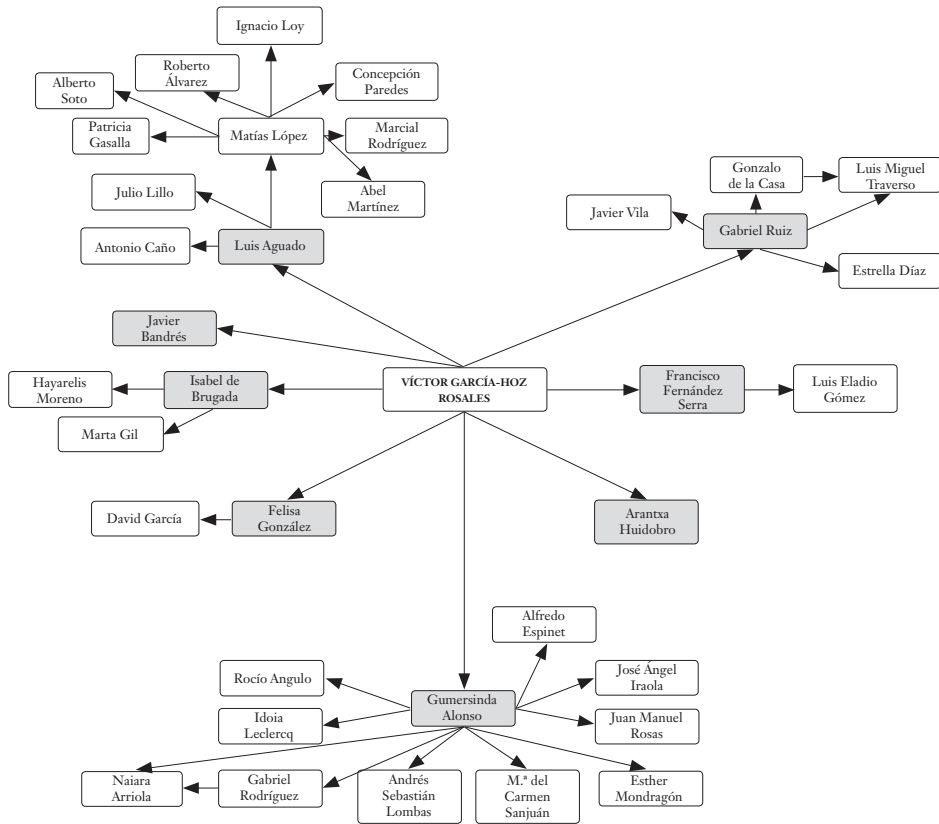 Ignacio Loy
Roberto
Álvarez
Concepción
Paredes
Alberto
Soto
Patricia
Gasalla
Matías López
Marcial
Rodríguez
Abel
Martínez
Julio Lillo
Antonio Caño
Luis Aguado
Gonzalo
de la Casa
Luis Miguel
Traverso
Javier Vila
Gabriel Ruiz
Estrella Díaz
Javier
Bandrés
Hayarelis
Moreno
Isabel de
Brugada
Marta Gil
VÍCTOR GARCÍA-HOZ
ROSALES
Francisco
Fernández
Serra
Luis Eladio
Gómez
David García
Felisa
González
Arantxa
Huidobro
Alfredo
Espinet
Rocío Angulo
José Ángel
Iraola
Idoia
Leclercq
Gumersinda
Alonso
Juan Manuel
Rosas
Naiara
Arriola
Gabriel
Rodríguez
Andrés
Sebastián
Lombas
M.ª del
Carmen
Sanjuán
Esther
Mondragón